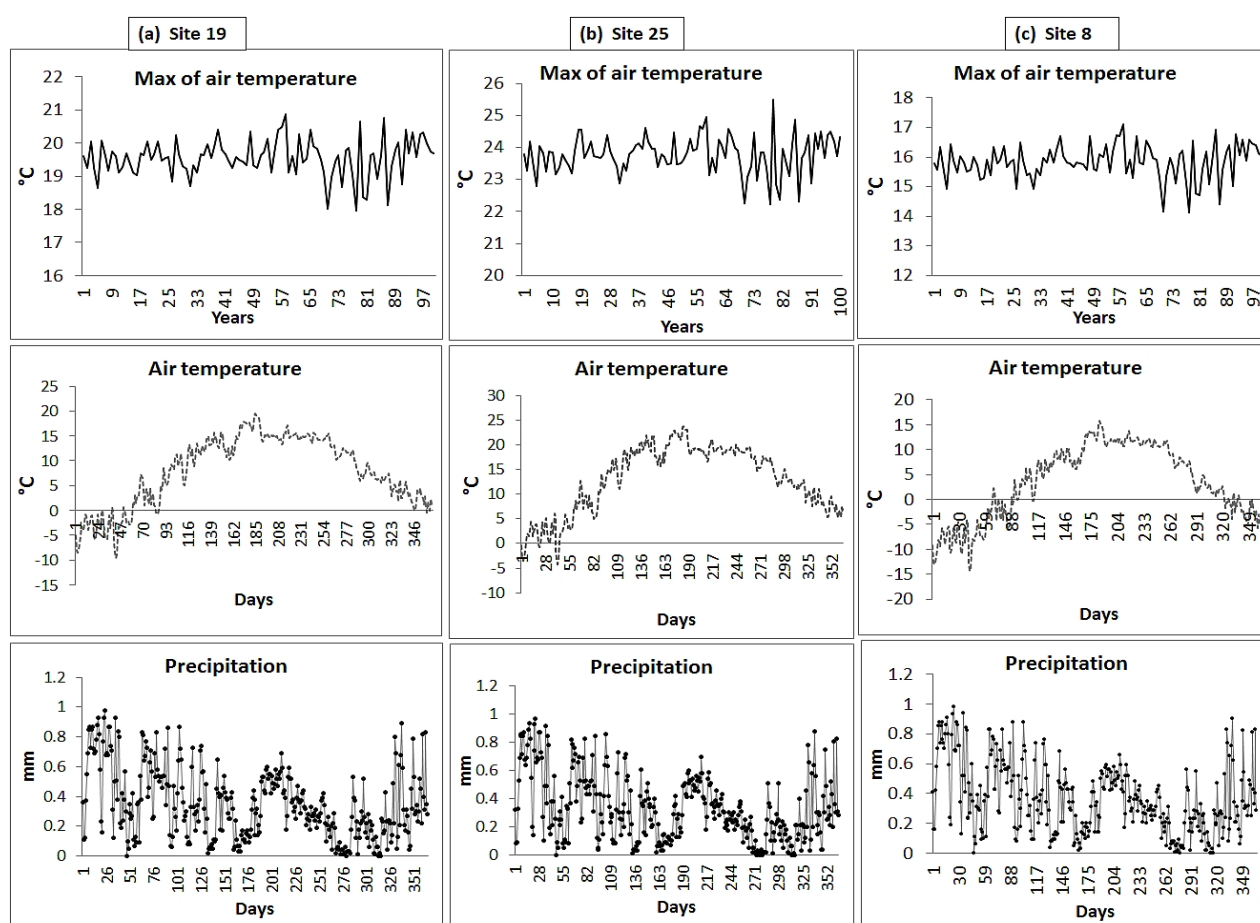 (a) Site 19
Max of air temperature
22
21
20
19
18
17
16
°C
1 9 17 25 33 41 49 57 65 73 81 89 97
Years
(b) Site 25
Max of air temperature
26
25
24
23
22
21
20
°C
1 10 19 28 37 46 55 64 73 82 91 100
Years
(c) Site 8
Max of air temperature
18
17
16
15
14
13
12
°C
1 9 17 25 33 41 49 57 65 73 81 89 97
Years
Air temperature
25
20
15
10
5
0
-5
-10
-15
°C
1 24 47 70 93 116 139 162 185 208 231 254 277 300 323 346
Days
Air temperature
30
25
20
15
10
5
0
-5
-10
°C
1 28 55 82 109 136 163 190 217 244 271 298 325 352
Days
Air temperature
20
15
10
5
0
-5
-10
-15
-20
°C
1 30 59 88 117 146 175 204 233 262 291 320 349
Days
Precipitation
1.2
1
0.8
0.6
0.4
0.2
0
mm
1 26 51 76 101 126 151 176 201 226 251 276 301 326 351
Days
Precipitation
1.2
1
0.8
0.6
0.4
0.2
0
mm
1 28 55 82 109 136 163 190 217 244 271 298 325 352
Days
Precipitation
1.2
1
0.8
0.6
0.4
0.2
0
mm
1 30 59 88 117 146 175 204 233 262 291 320 349
Days